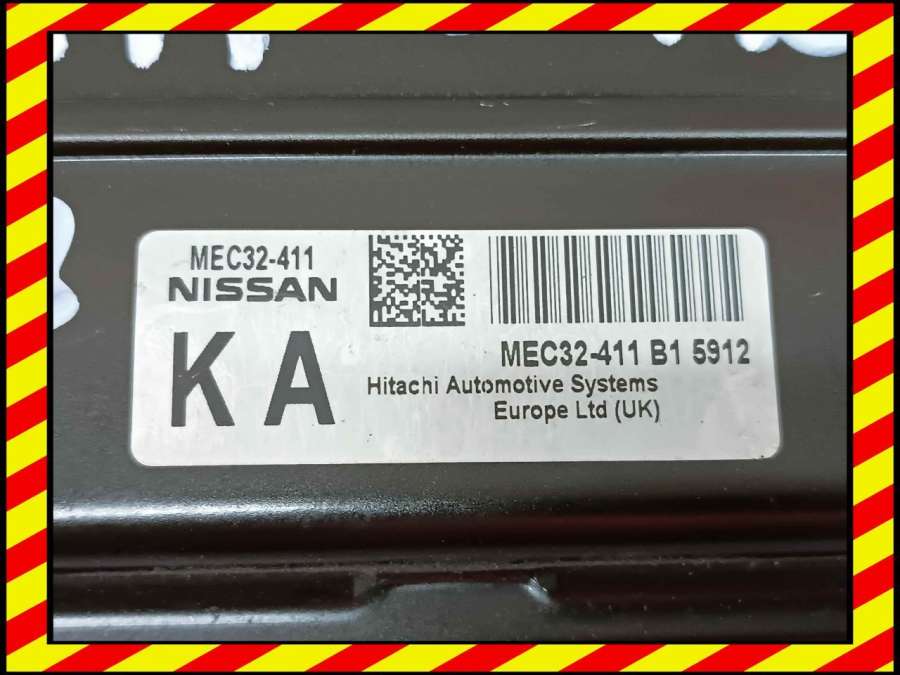 MEC32-411
NISSAN
KA
MEC32-411 B1 5912
Hitachi Automotive Systems
Europe Ltd (UK)